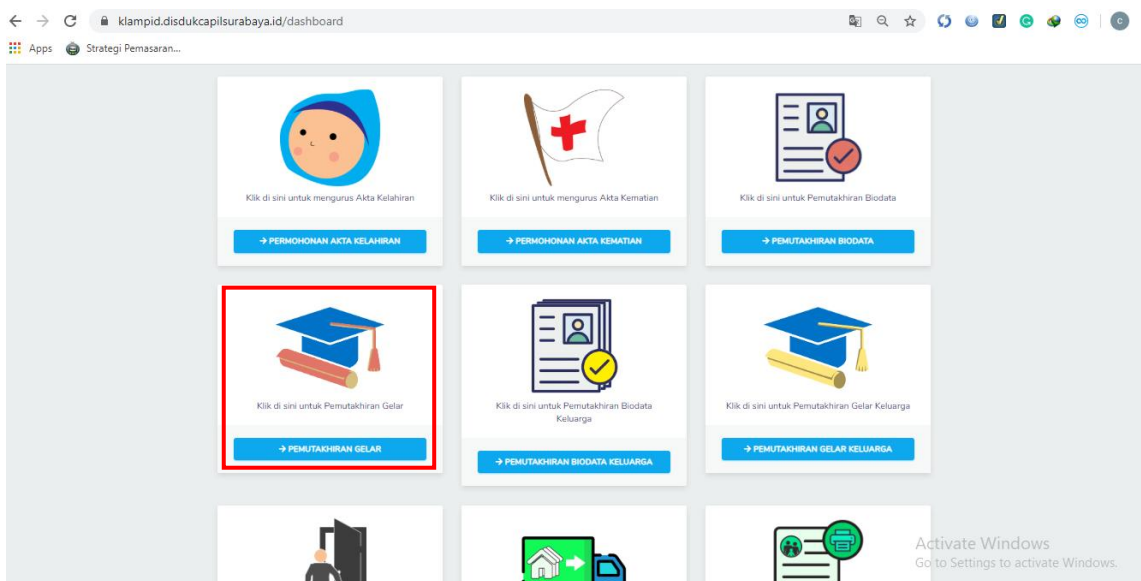 klampid.disdukcapilsurabaya.id/dashboard
Apps Strategi Pemasaran...
Klik di sini untuk mengurus Akta Kelahiran
Klik di sini untuk mengurus Akta Kematian
Klik di sini untuk Pemutakhiran Biodata
→ PERMOHONAN AKTA KELAHIRAN
→ PERMOHONAN AKTA KEMATIAN
→ PEMUTAKHIRAN BIODATA
Klik di sini untuk Pemutakhiran Gelar
Klik di sini untuk Pemutakhiran Biodata
Keluarga
Klik di sini untuk Pemutakhiran Gelar Keluarga
→ PEMUTAKHIRAN GELAR
→ PEMUTAKHIRAN BIODATA KELUARGA
→ PEMUTAKHIRAN GELAR KELUARGA
Activate Windows
Go to Settings to activate Windows.